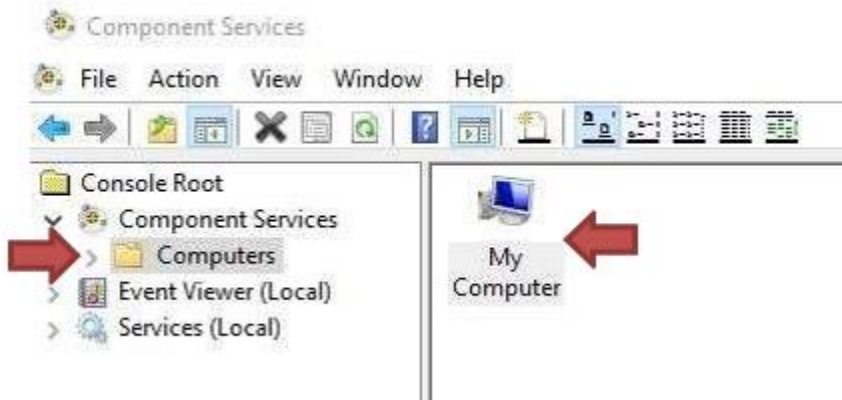 Component Services
File Action View Window Help
Console Root
Component Services
Computers
Event Viewer (Local)
Services (Local)
My
Computer